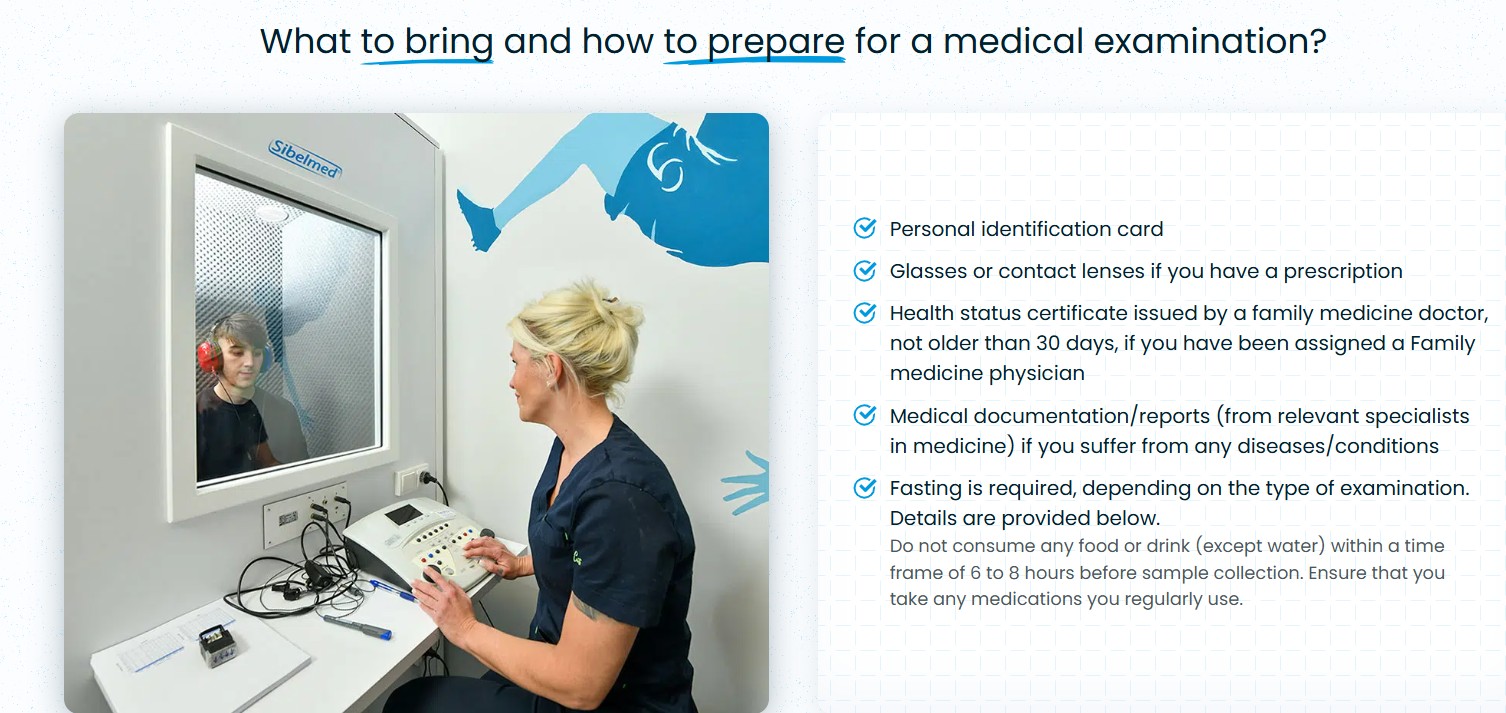 What to bring and how to prepare for a medical examination?
Sibelmed
Personal identification card
Glasses or contact lenses if you have a prescription
Health status certificate issued by a family medicine doctor,
not older than 30 days, if you have been assigned a Family
medicine physician
Medical documentation/reports (from relevant specialists
in medicine) if you suffer from any diseases/conditions
Fasting is required, depending on the type of examination.
Details are provided below.
Do not consume any food or drink (except water) within a time
frame of 6 to 8 hours before sample collection. Ensure that you
take any medications you regularly use.